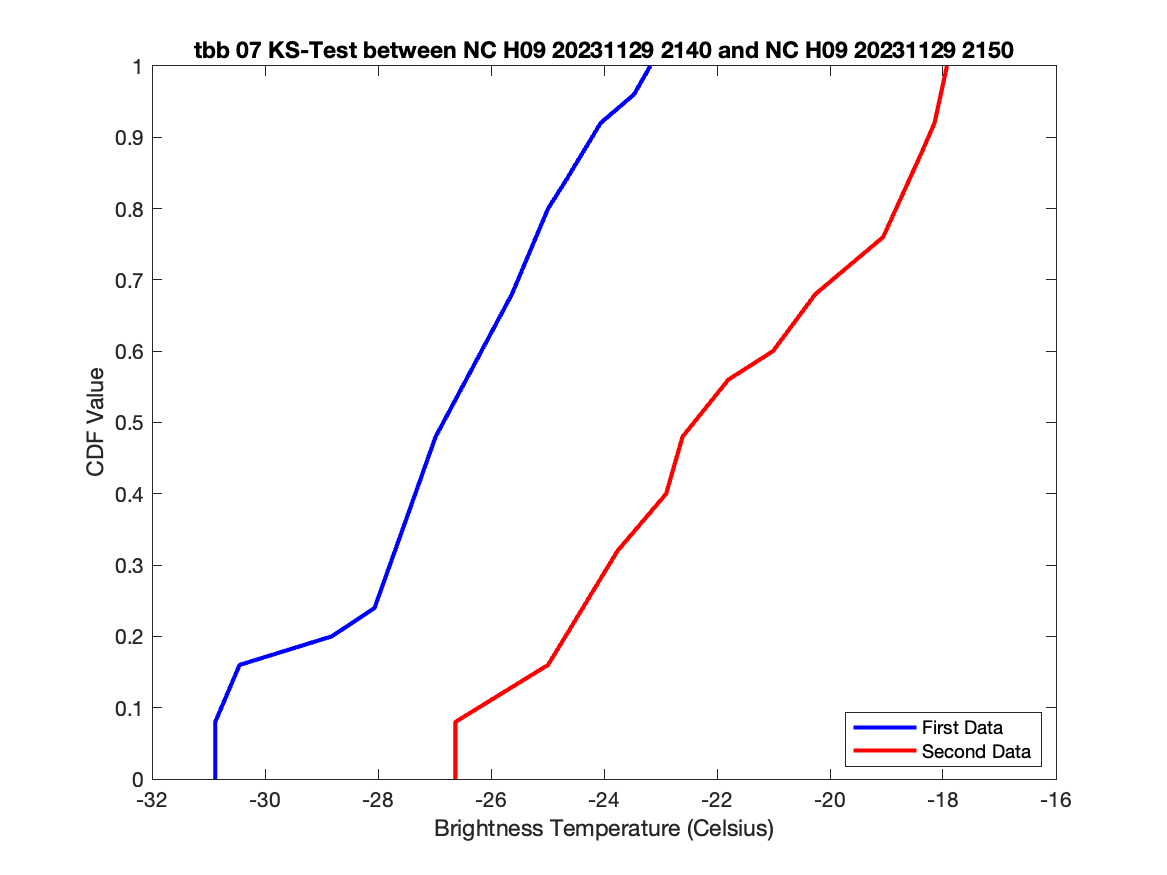 tbb 07 KS-Test between NC H09 20231129 2140 and NC H09 20231129 2150
1
0.9
0.8
0.7
0.6
0.5
0.4
0.3
0.2
0.1
0
CDF Value
First Data
Second Data
-32 -30 -28 -26 -24 -22 -20 -18 -16
Brightness Temperature (Celsius)